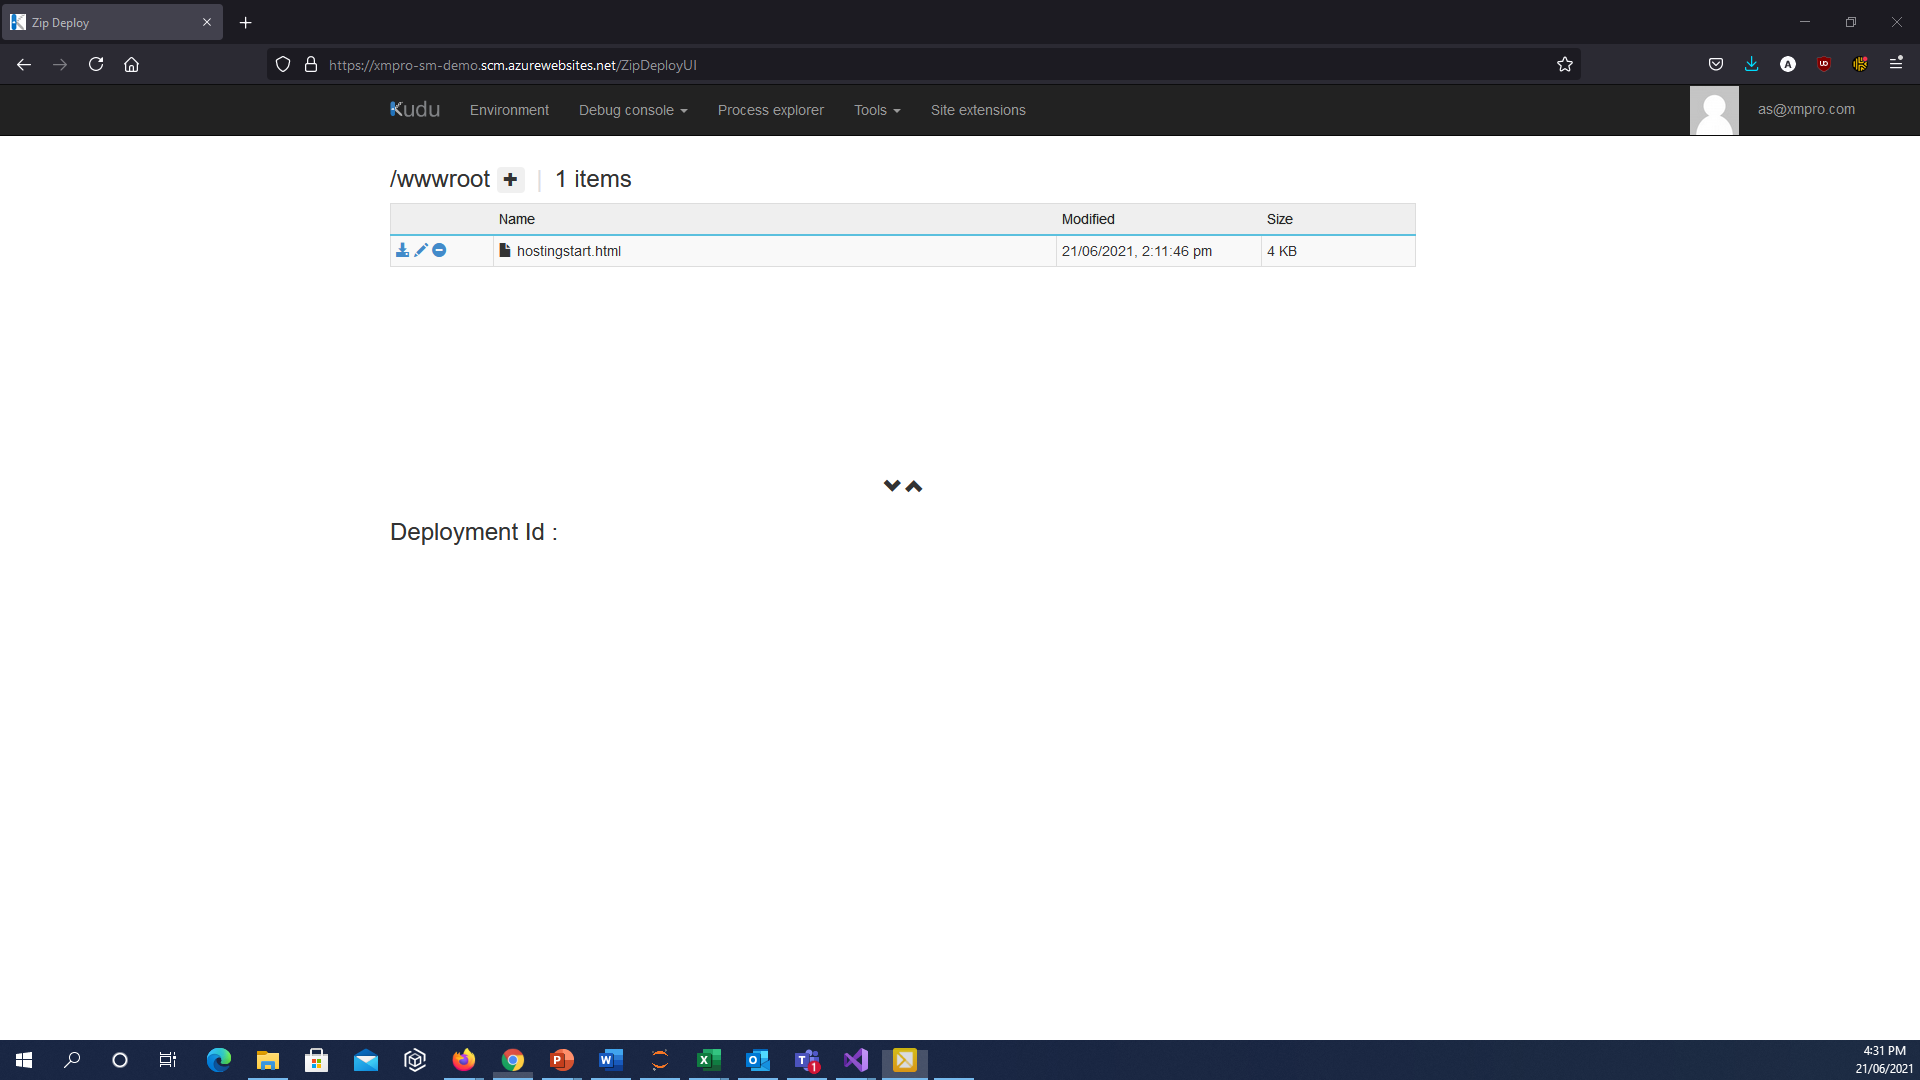 Zip Deploy
https://xmpro-sm-demo.scm.azurewebsites.net/ZipDeployUI
Kudu Environment Debug console Process explorer Tools Site extensions as@xmpro.com
/wwwroot | 1 items
Name Modified Size
hostingstart.html 21/06/2021, 2:11:46 pm 4 KB
Deployment Id :
4:31 PM
21/06/2021